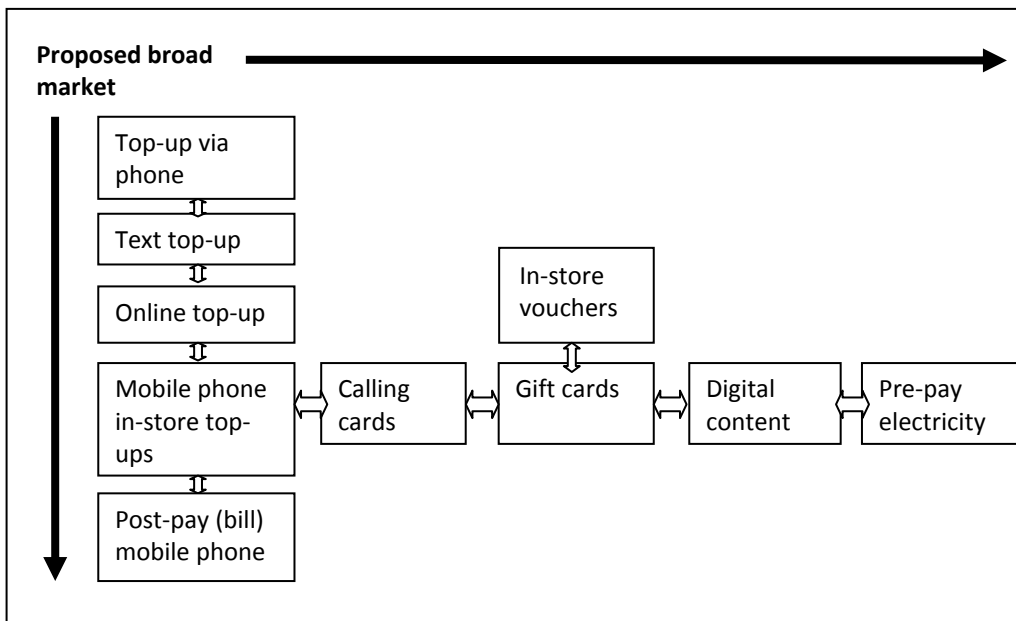 Proposed broad
market
Top-up via
phone
Text top-up
Online top-up
Mobile phone
in-store top-
ups
Post-pay (bill)
mobile phone
Calling
cards
In-store
vouchers
Gift cards
Digital
content
Pre-pay
electricity